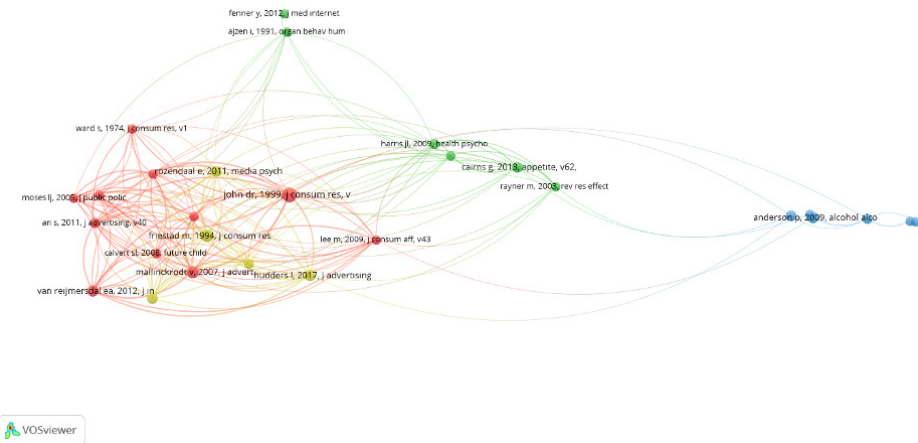 fenner y, 2012, j med internet
ajzen i, 1991, organ behav hum
ward s, 1974, j consum res, v1
harris jl, 2009, health psycho
cairns g, 2013, appetite, v62,
rozendaal e, 2011, media psych
rayner m, 2003, rev res effect
john dr, 1999, j consum res, v
moses lj, 2005, j public polic
anderson p, 2009, alcohol alco
an s, 2011, j advertising, v40
friestad m, 1994, j consum res
lee m, 2009, j consum aff, v43
calvert sl, 2008, future child
mallinckrodt v, 2007, j advert
hudders l, 2017, j advertising
van reijmersdal ea, 2012, j in
VOSviewer